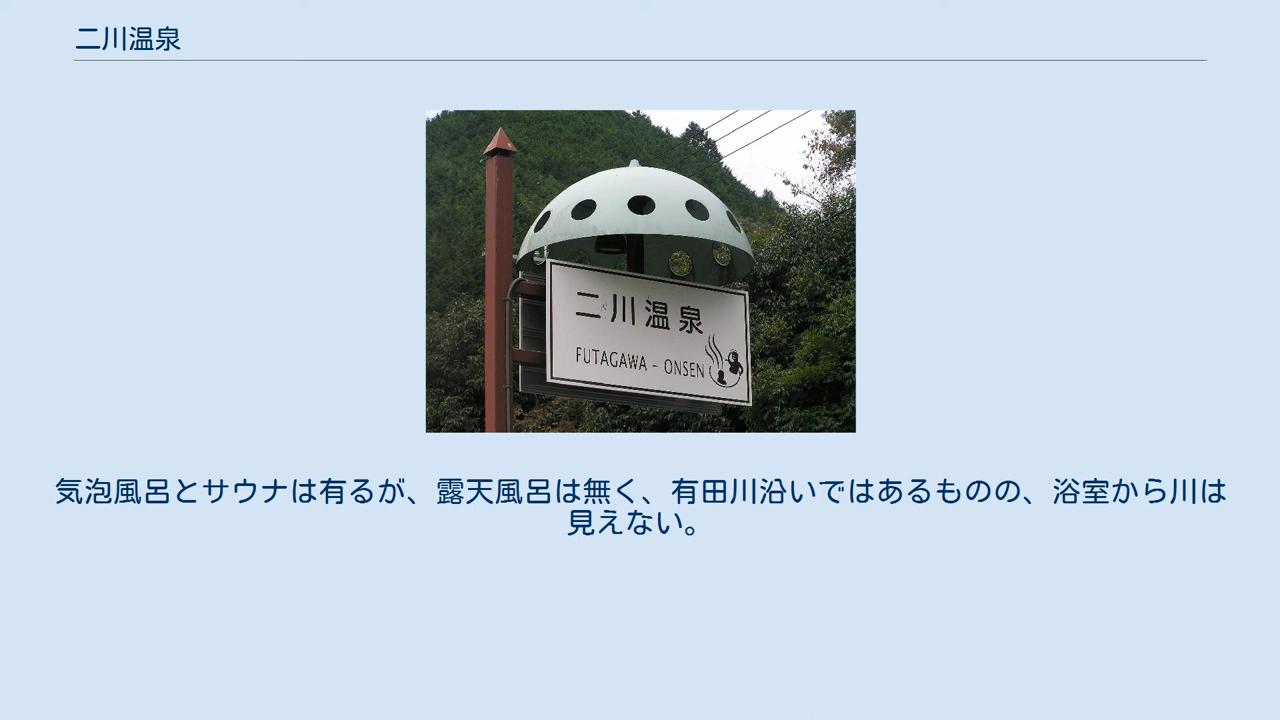 二川温泉
二川温泉
FUTAGAWA - ONSEN
気泡風呂とサウナは有るが、露天風呂は無く、有田川沿いではあるものの、浴室から川は
見えない。